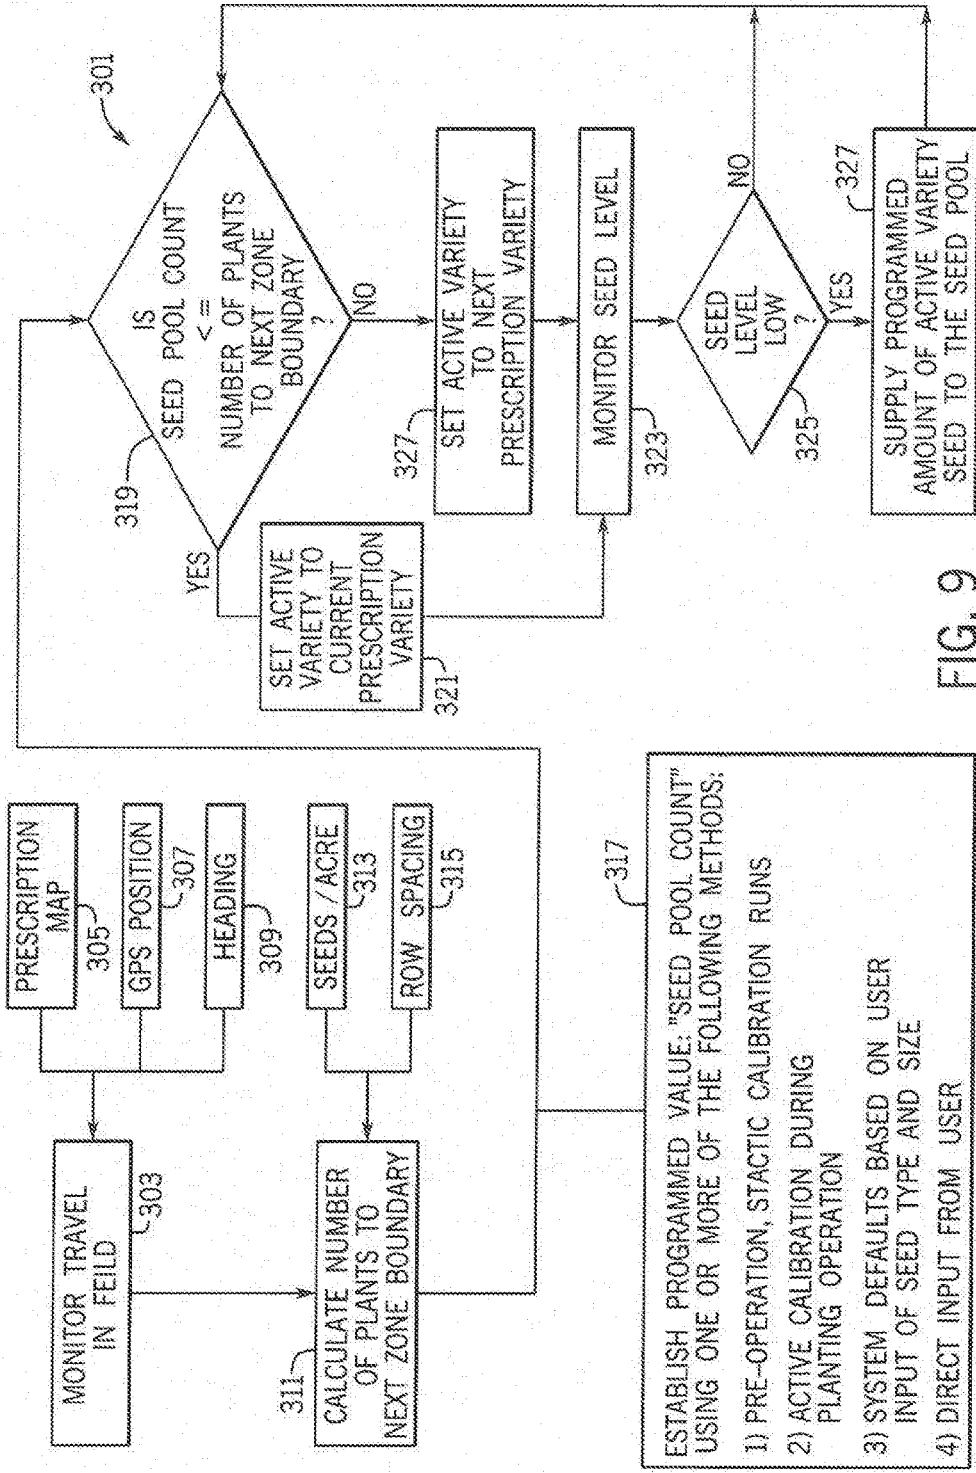 PRESCRIPTION
MAP
305
GPS POSITION
307
HEADING
309
MONITOR TRAVEL
IN FEILD
303
SEEDS/ACRE
313
ROW SPACING
315
311
CALCULATE NUMBER
OF PLANTS TO
NEXT ZONE BOUNDARY
317
ESTABLISH PROGRAMMED VALUE: "SEED POOL COUNT"
USING ONE OR MORE OF THE FOLLOWING METHODS:
1) PRE-OPERATION, STACTIC CALIBRATION RUNS
2) ACTIVE CALIBRATION DURING
PLANTING OPERATION
3) SYSTEM DEFAULTS BASED ON USER
INPUT OF SEED TYPE AND SIZE
4) DIRECT INPUT FROM USER
301
319
IS
SEED POOL COUNT
<=
NUMBER OF PLANTS
TO NEXT ZONE
BOUNDARY
?
YES
NO
SET ACTIVE
VARIETY TO
CURRENT
PRESCRIPTION
VARIETY
321
327
SET ACTIVE VARIETY
TO NEXT
PRESCRIPTION VARIETY
MONITOR SEED LEVEL
323
SEED
LEVEL
LOW
?
325
NO
YES
327
SUPPLY PROGRAMMED
AMOUNT OF ACTIVE VARIETY
SEED TO THE SEED POOL
FIG. 9